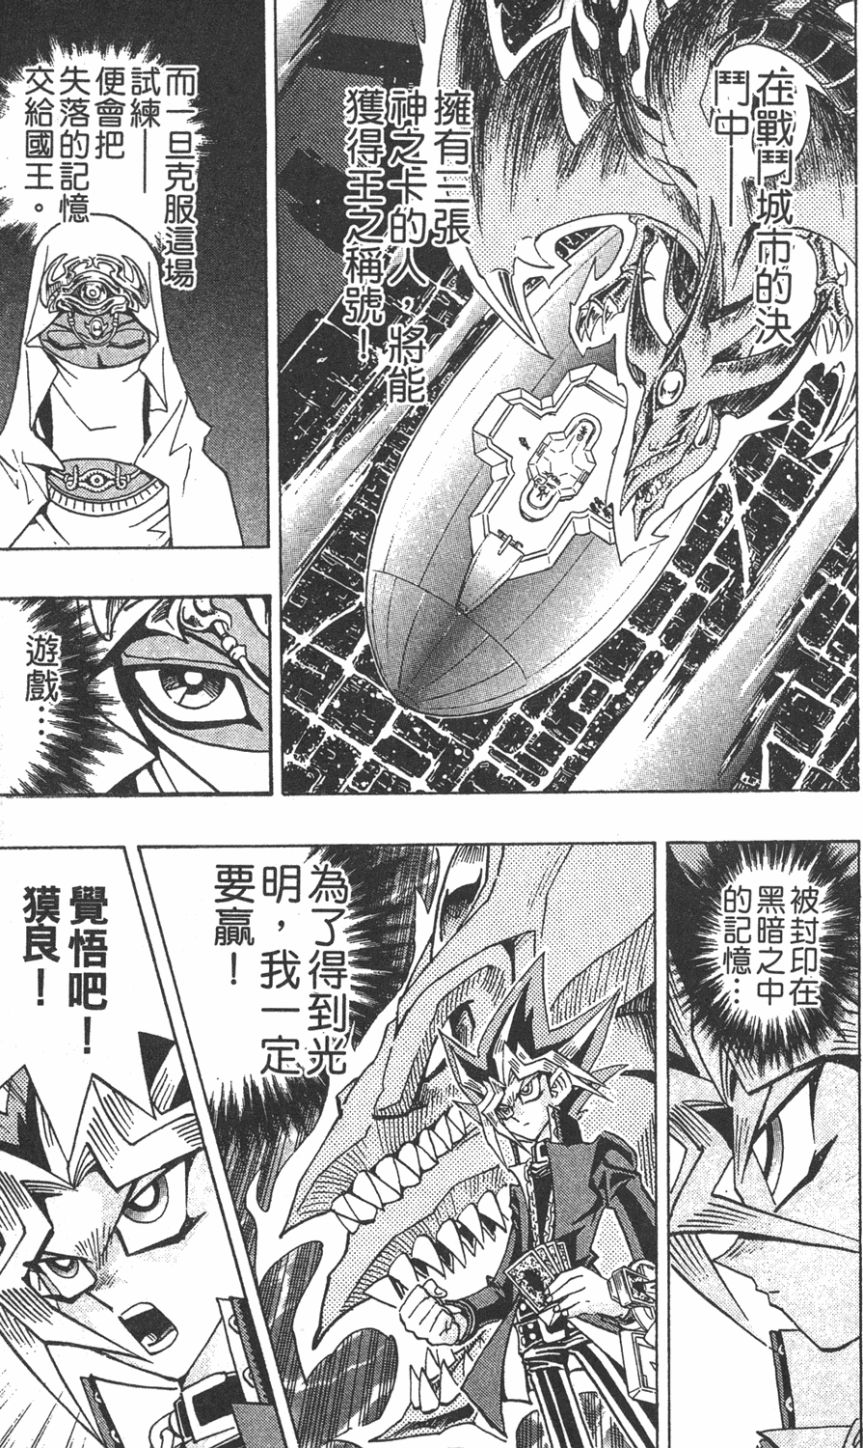 在戰鬥城市的決
鬥中——
擁有三張
神之卡的人，將能
獲得王之稱號！
而一旦克服這場
試練——
便會把
失落的記憶
交給國王。
遊戲…
被封印在
黑暗之中
的記憶…
為了得到光
明，我一定
要贏！
覺悟吧！
獏良！